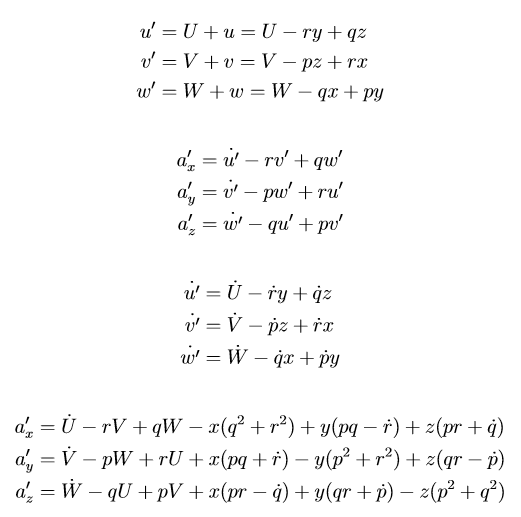 u′ = U + u = U − ry + qz
v′ = V + v = V − pz + rx
w′ = W + w = W − qx + py
a′ₓ = u̇′ − rv′ + qw′
a′_y = v̇′ − pw′ + ru′
a′_z = ẇ′ − qu′ + pv′
u̇′ = U̇ − ṙy + q̇z
v̇′ = V̇ − ṗz + ṙx
ẇ′ = Ẇ − q̇x + ṗy
a′ₓ = U̇ − rV + qW − x(q² + r²) + y(pq − ṙ) + z(pr + q̇)
a′_y = V̇ − pW + rU + x(pq + ṙ) − y(p² + r²) + z(qr − ṗ)
a′_z = Ẇ − qU + pV + x(pr − q̇) + y(qr + ṗ) − z(p² + q²)